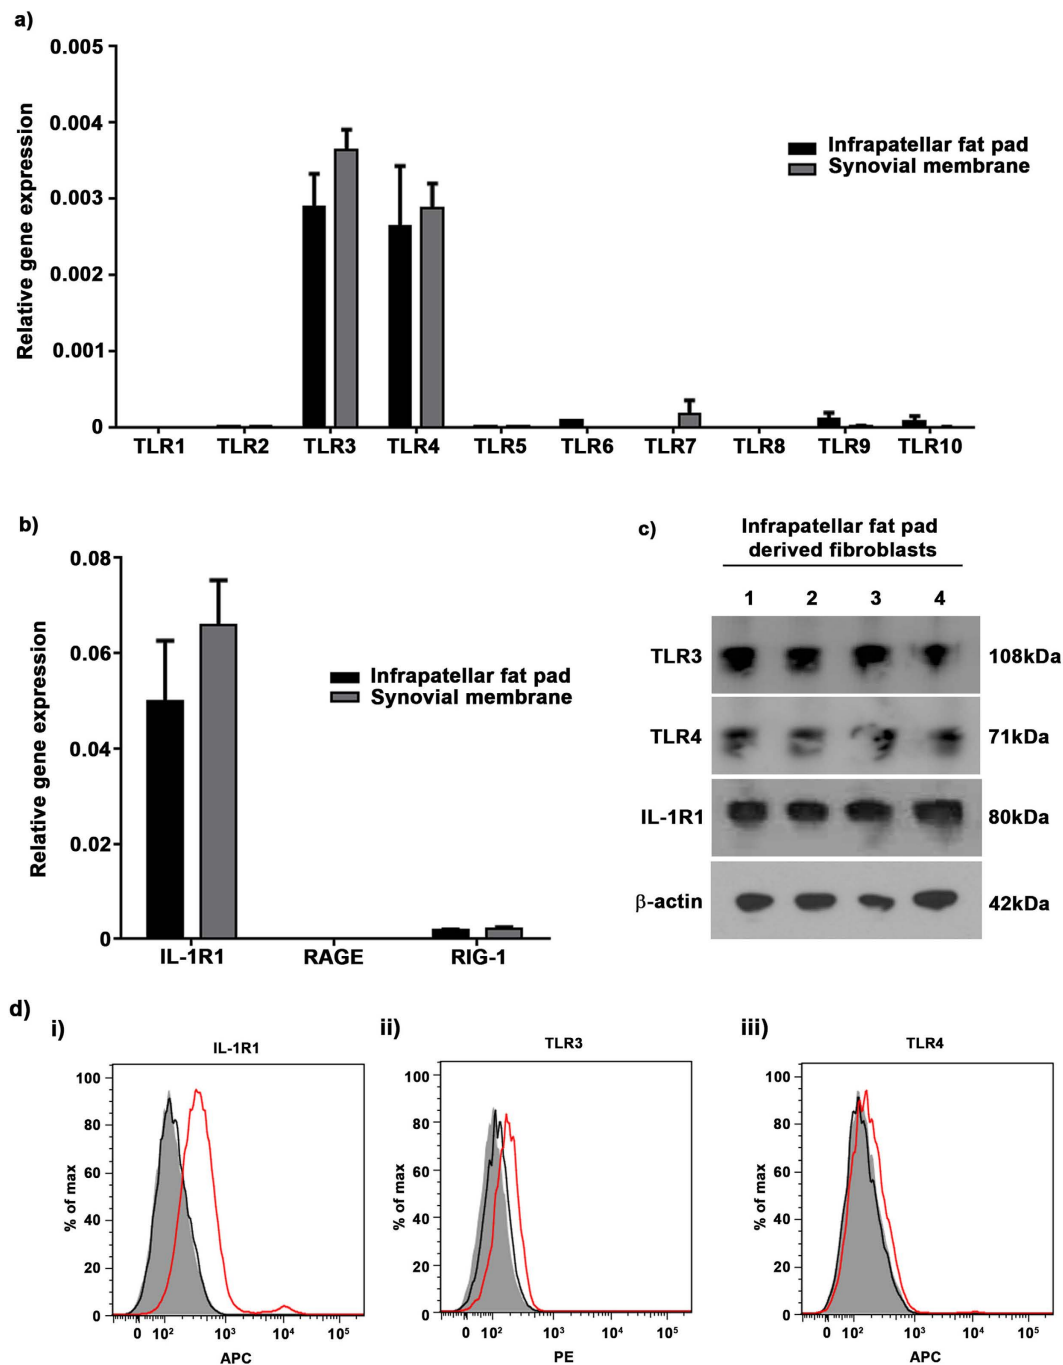 a)
Relative gene expression
0.005
0.004
0.003
0.002
0.001
0
Infrapatellar fat pad
Synovial membrane
TLR1 TLR2 TLR3 TLR4 TLR5 TLR6 TLR7 TLR8 TLR9 TLR10
b)
Relative gene expression
0.08
0.06
0.04
0.02
0
Infrapatellar fat pad
Synovial membrane
IL-1R1 RAGE RIG-1
c)
Infrapatellar fat pad
derived fibroblasts
1 2 3 4
TLR3 108kDa
TLR4 71kDa
IL-1R1 80kDa
β-actin 42kDa
d)
i)
IL-1R1
% of max
100
80
60
40
20
0
0 10² 10³ 10⁴ 10⁵
APC
ii)
TLR3
% of max
100
80
60
40
20
0
0 10² 10³ 10⁴ 10⁵
PE
iii)
TLR4
% of max
100
80
60
40
20
0
0 10² 10³ 10⁴ 10⁵
APC